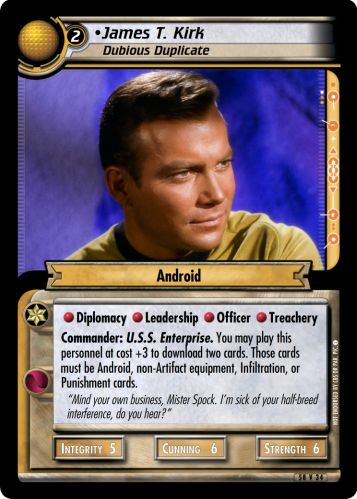 2
•James T. Kirk
Dubious Duplicate
Android
Diplomacy Leadership Officer Treachery
Commander: U.S.S. Enterprise. You may play this
personnel at cost +3 to download two cards. Those cards
must be Android, non-Artifact equipment, Infiltration, or
Punishment cards.
"Mind your own business, Mister Spock. I'm sick of your half-breed
interference, do you hear?"
INTEGRITY 5
CUNNING 6
STRENGTH 6
58 V 34